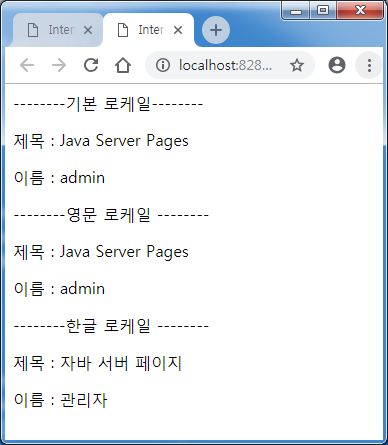 Inter
Inter
localhost:828...
--------기본 로케일--------
제목 : Java Server Pages
이름 : admin
--------영문 로케일 --------
제목 : Java Server Pages
이름 : admin
--------한글 로케일 --------
제목 : 자바 서버 페이지
이름 : 관리자